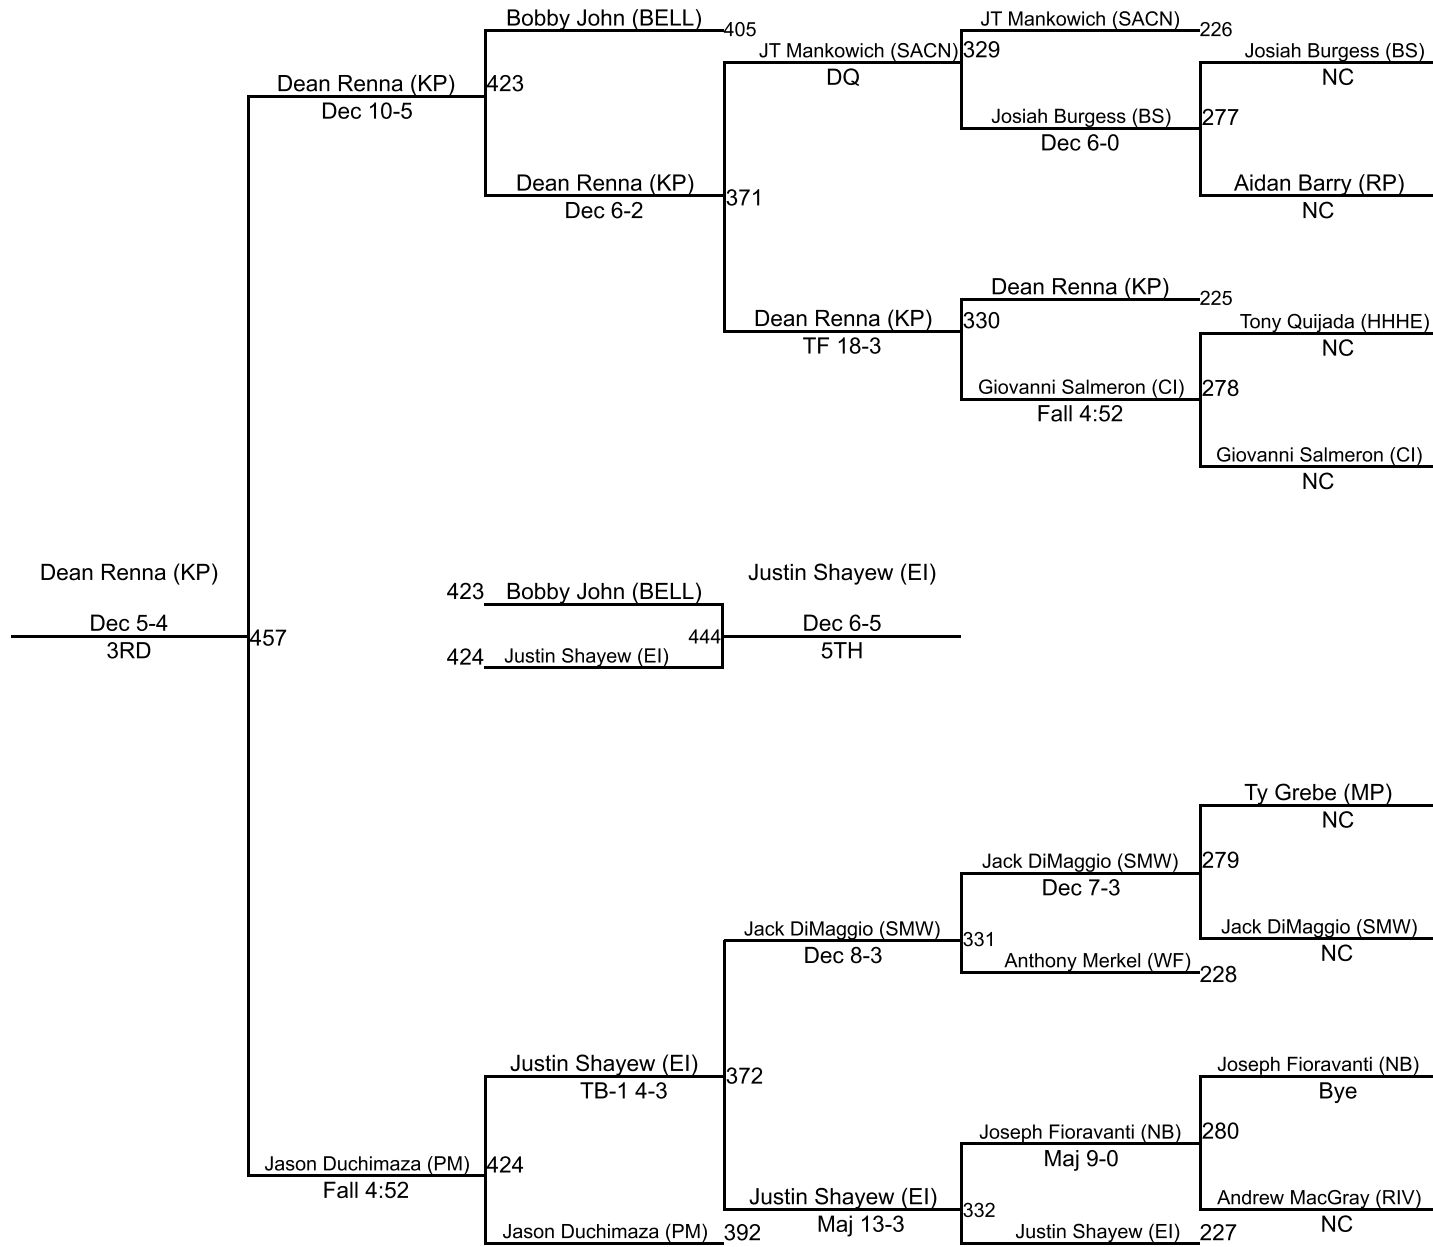 Bobby John (BELL)
405
JT Mankowich (SACN)
226
JT Mankowich (SACN)
DQ
329
Josiah Burgess (BS)
NC
Dean Renna (KP)
Dec 10-5
423
Josiah Burgess (BS)
Dec 6-0
277
Dean Renna (KP)
Dec 6-2
371
Aidan Barry (RP)
NC
Dean Renna (KP)
225
Dean Renna (KP)
TF 18-3
330
Tony Quijada (HHHE)
NC
Giovanni Salmeron (CI)
Fall 4:52
278
Giovanni Salmeron (CI)
NC
Dean Renna (KP)
Dec 5-4
3RD
457
423
Bobby John (BELL)
424
Justin Shayew (EI)
444
Justin Shayew (EI)
Dec 6-5
5TH
Ty Grebe (MP)
NC
Jack DiMaggio (SMW)
Dec 7-3
279
Jack DiMaggio (SMW)
Dec 8-3
331
Jack DiMaggio (SMW)
NC
Anthony Merkel (WF)
228
Justin Shayew (EI)
TB-1 4-3
372
Joseph Fioravanti (NB)
Bye
Joseph Fioravanti (NB)
Maj 9-0
280
Jason Duchimaza (PM)
Fall 4:52
424
Justin Shayew (EI)
Maj 13-3
332
Andrew MacGray (RIV)
NC
Jason Duchimaza (PM)
392
Justin Shayew (EI)
227